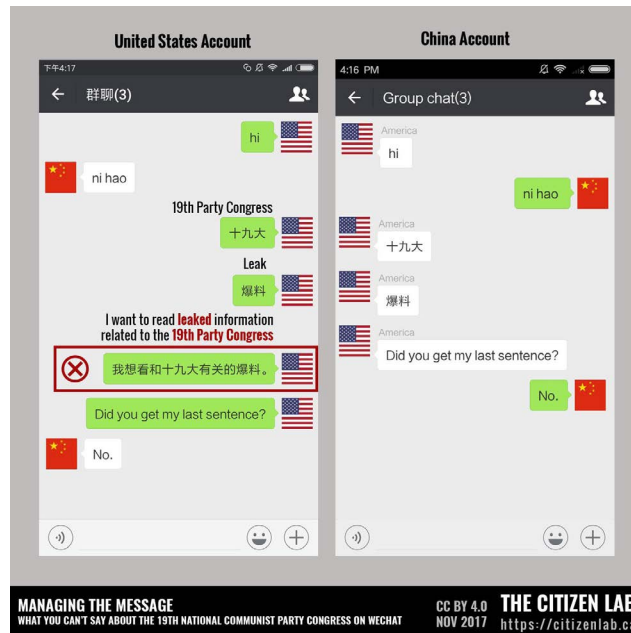 United States Account
下午4:17
群聊(3)
hi
ni hao
19th Party Congress
十九大
Leak
爆料
I want to read leaked information
related to the 19th Party Congress
我想看和十九大有关的爆料。
Did you get my last sentence?
No.
China Account
4:16 PM
Group chat(3)
America
hi
ni hao
America
十九大
America
爆料
America
Did you get my last sentence?
No.
MANAGING THE MESSAGE
WHAT YOU CAN'T SAY ABOUT THE 19TH NATIONAL COMMUNIST PARTY CONGRESS ON WECHAT
CC BY 4.0
NOV 2017
THE CITIZEN LAB
https://citizenlab.c